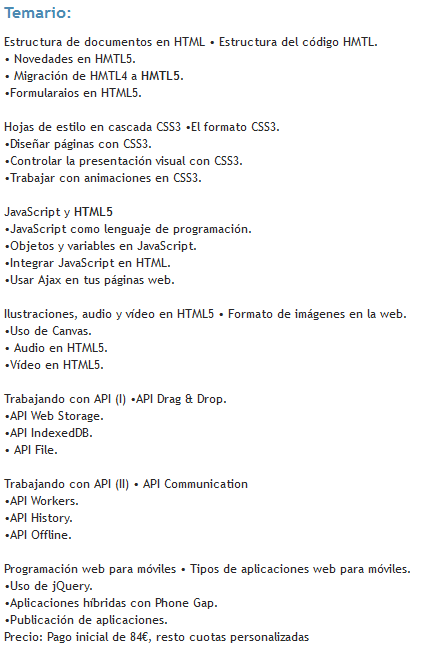 Temario:
Estructura de documentos en HTML • Estructura del código HMTL.
• Novedades en HMTL5.
• Migración de HMTL4 a HMTL5.
•Formularaios en HTML5.
Hojas de estilo en cascada CSS3 •El formato CSS3.
•Diseñar páginas con CSS3.
•Controlar la presentación visual con CSS3.
•Trabajar con animaciones en CSS3.
JavaScript y HTML5
•JavaScript como lenguaje de programación.
•Objetos y variables en JavaScript.
•Integrar JavaScript en HTML.
•Usar Ajax en tus páginas web.
Ilustraciones, audio y vídeo en HTML5 • Formato de imágenes en la web.
•Uso de Canvas.
• Audio en HTML5.
•Vídeo en HTML5.
Trabajando con API (I) •API Drag & Drop.
•API Web Storage.
•API IndexedDB.
• API File.
Trabajando con API (II) • API Communication
•API Workers.
•API History.
•API Offline.
Programación web para móviles • Tipos de aplicaciones web para móviles.
•Uso de jQuery.
•Aplicaciones híbridas con Phone Gap.
•Publicación de aplicaciones.
Precio: Pago inicial de 84€, resto cuotas personalizadas